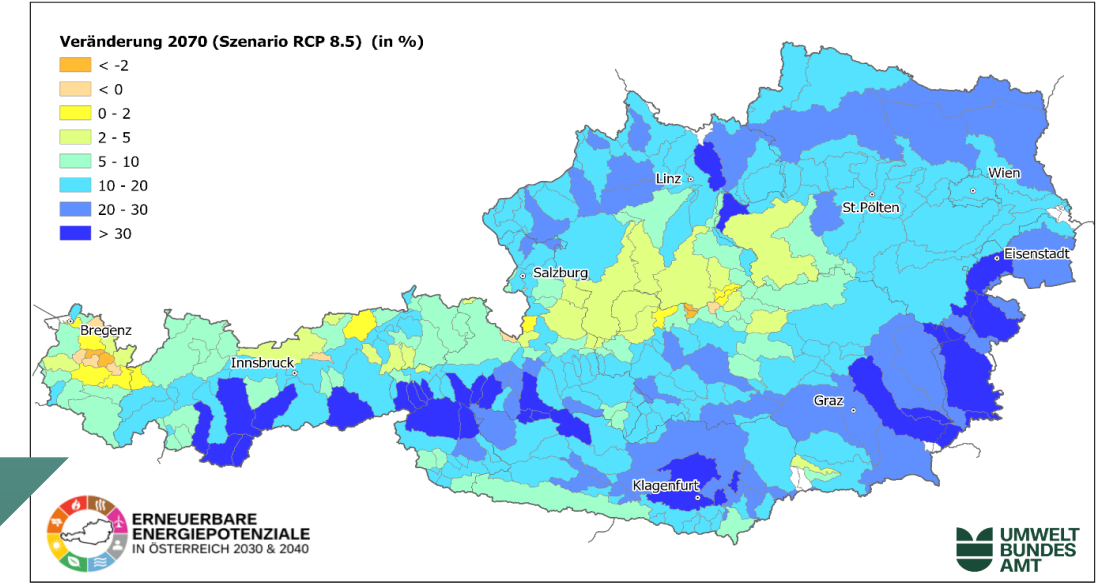 Veränderung 2070 (Szenario RCP 8.5) (in %)
< -2
< 0
0 - 2
2 - 5
5 - 10
10 - 20
20 - 30
> 30
Linz
Wien
St.Pölten
Eisenstadt
Salzburg
Bregenz
Innsbruck
Graz
Klagenfurt
ERNEUERBARE
ENERGIEPOTENZIALE
IN ÖSTERREICH 2030 & 2040
UMWELT
BUNDES
AMT